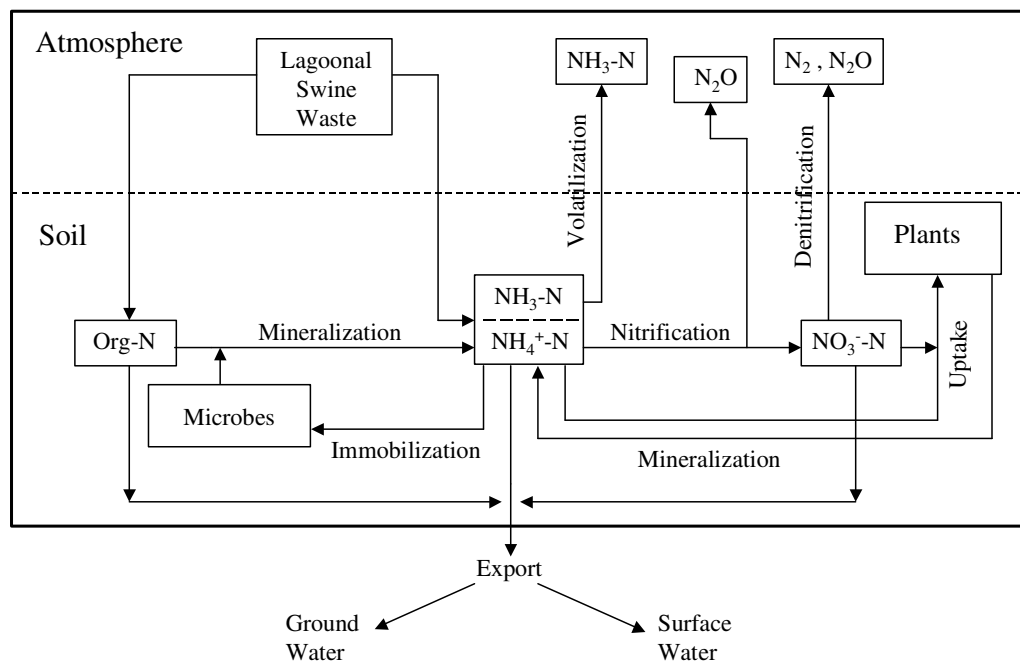 Atmosphere
Lagoonal
Swine
Waste
NH₃-N
N₂O
N₂ , N₂O
Volatilization
Denitrification
Soil
Plants
Org-N
Mineralization
NH₃-N
NH₄⁺-N
Nitrification
NO₃⁻-N
Uptake
Microbes
Immobilization
Mineralization
Export
Ground
Water
Surface
Water